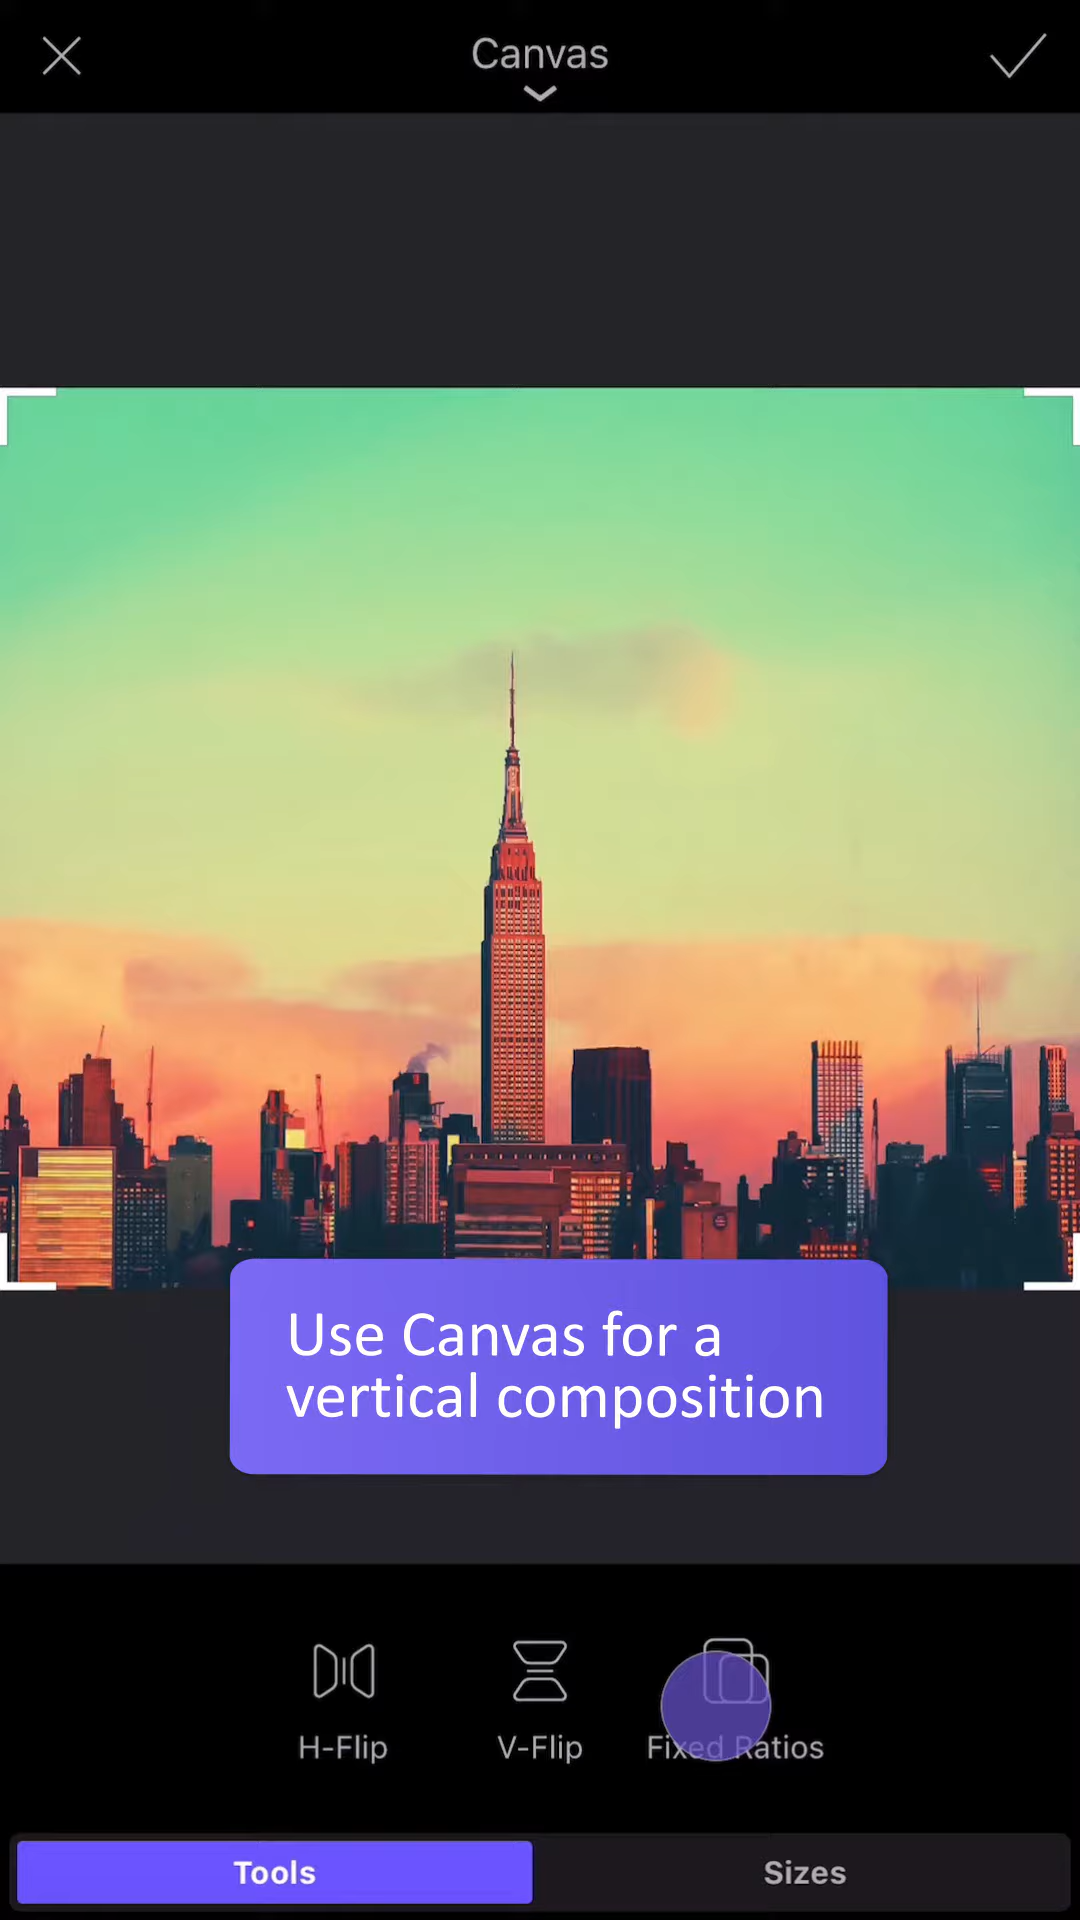 Canvas
Use Canvas for a
vertical composition
H-Flip
V-Flip
Fixed Ratios
Tools
Sizes